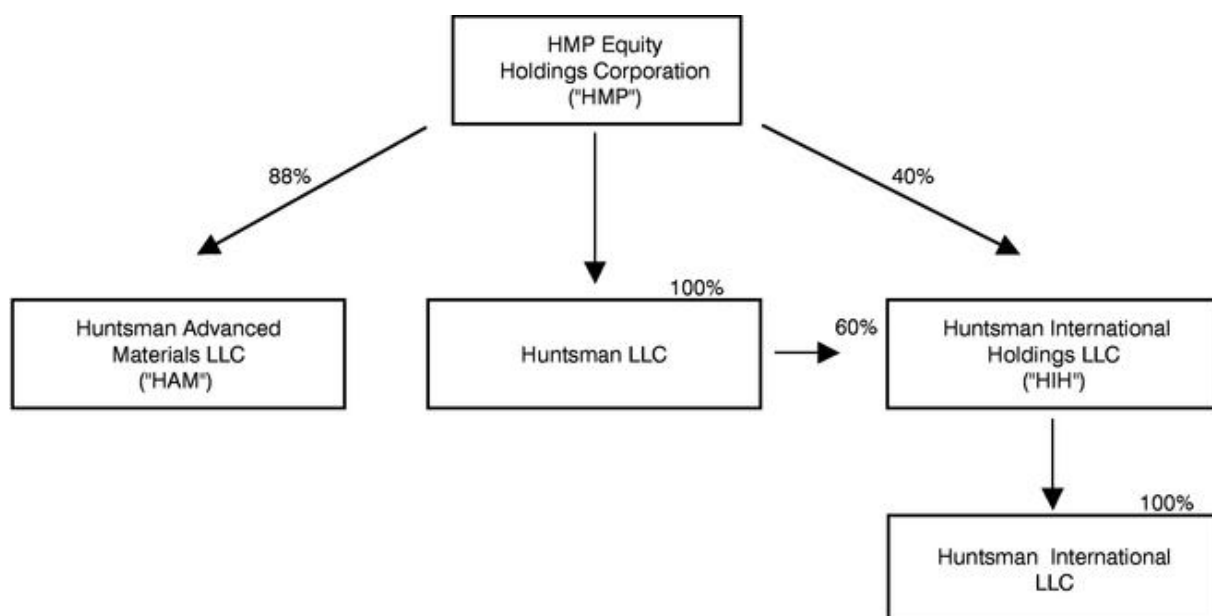 HMP Equity
Holdings Corporation
("HMP")
88%
40%
100%
60%
Huntsman Advanced
Materials LLC
("HAM")
Huntsman LLC
Huntsman International
Holdings LLC
("HIH")
100%
Huntsman International
LLC